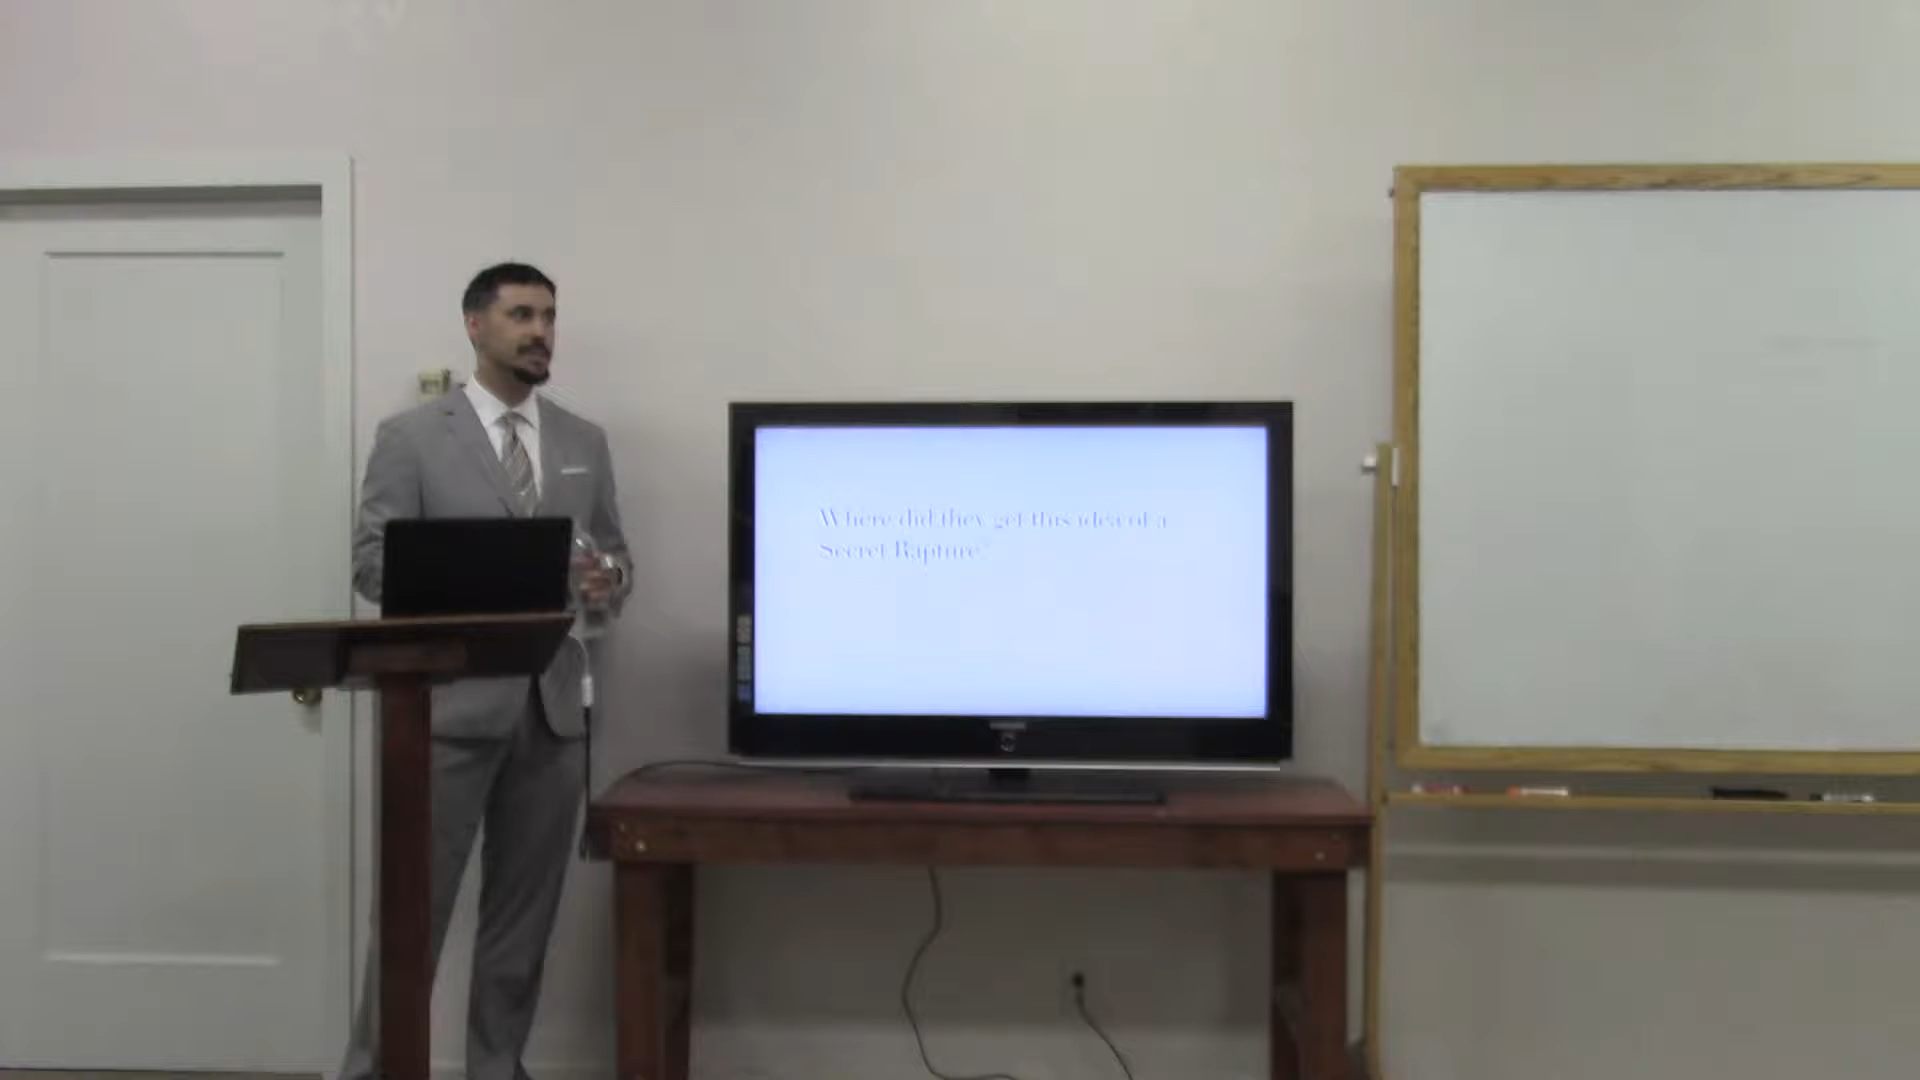 Where did they get this idea of a
Secret Rapture?